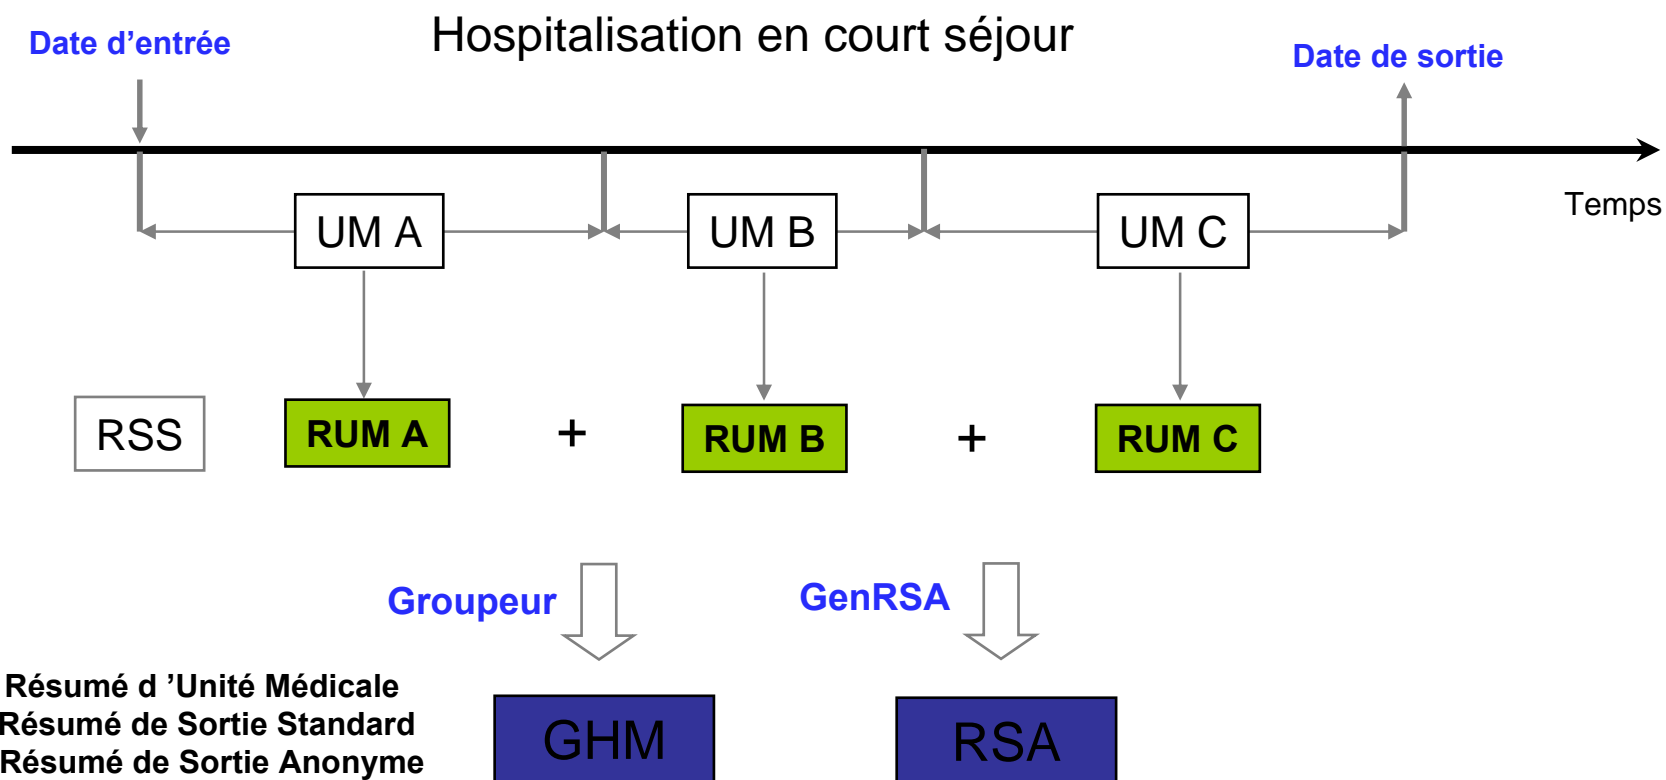 Hospitalisation en court séjour
Date d’entrée
Date de sortie
Temps
UM A
UM B
UM C
RSS
RUM A
+
RUM B
+
RUM C
Groupeur
GenRSA
Résumé d ’Unité Médicale
Résumé de Sortie Standard
Résumé de Sortie Anonyme
GHM
RSA